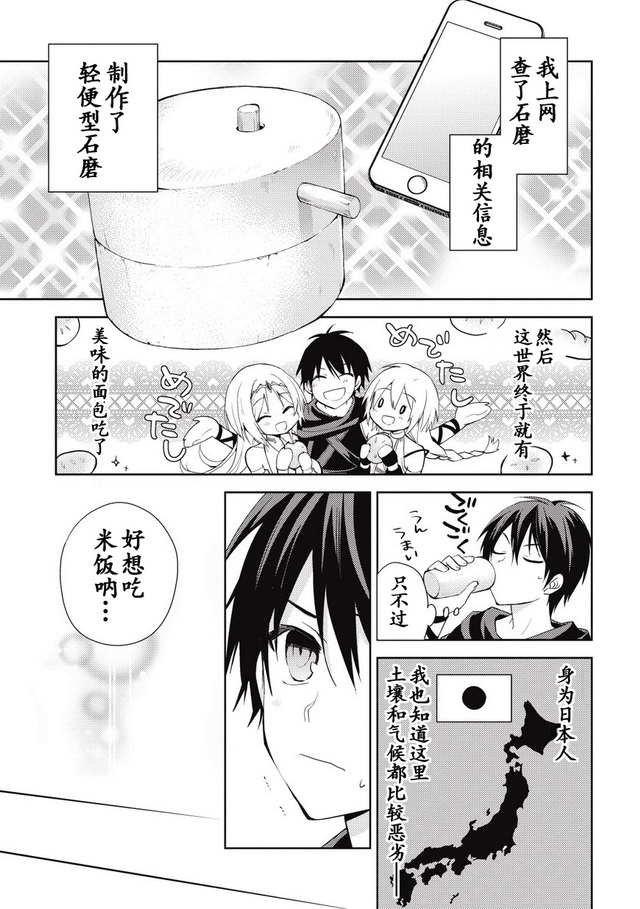 我上网
查了石磨
的相关信息
制作了
轻便型石磨
然后
这世界终于就有
美味的面包吃了
めでたし
めでたし
ごくごく
うん
うまい
只不过
身为日本人
我也知道这里
土壤和气候都比较恶劣——
好想吃
米饭呐…